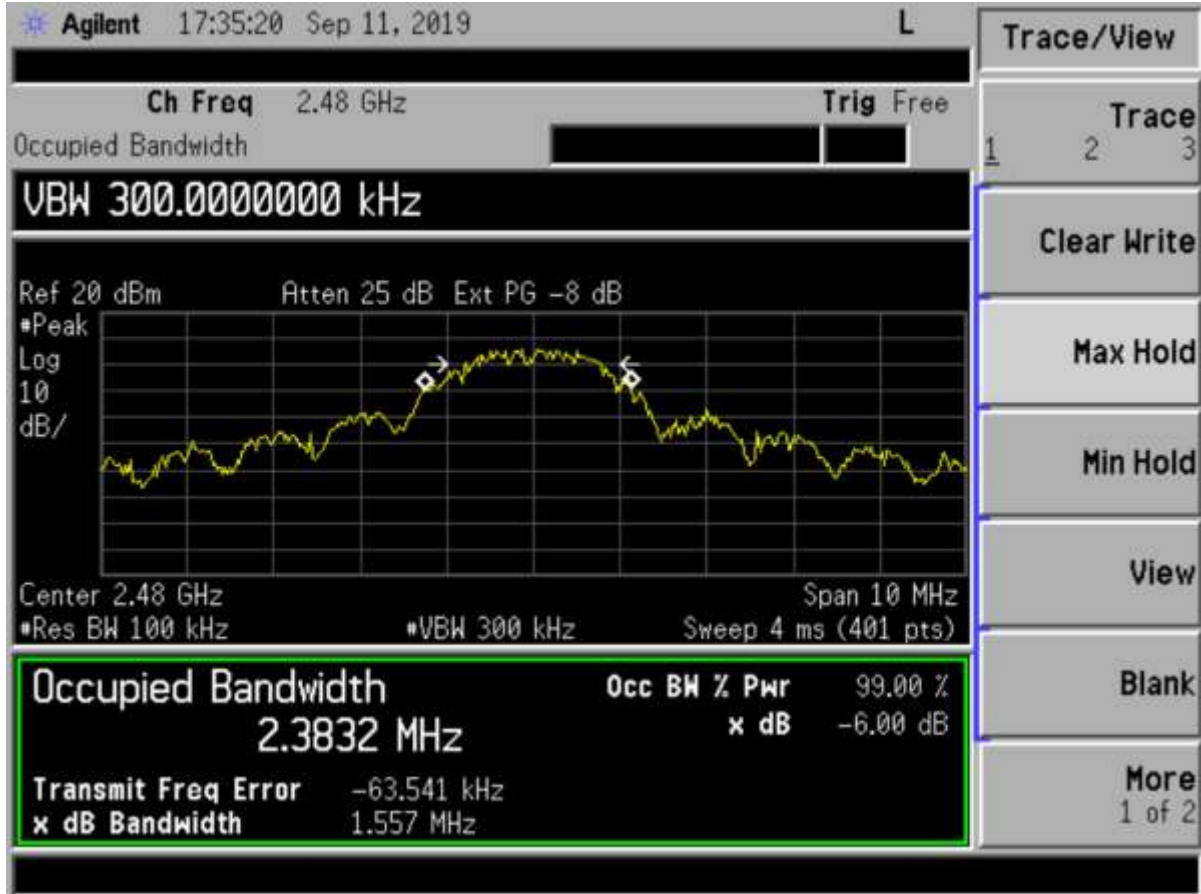 Agilent 17:35:20 Sep 11, 2019 L
Ch Freq 2.48 GHz Trig Free
Occupied Bandwidth
VBW 300.0000000 kHz
Ref 20 dBm Atten 25 dB Ext PG -8 dB
#Peak
Log
10
dB/
Center 2.48 GHz Span 10 MHz
#Res BW 100 kHz #VBW 300 kHz Sweep 4 ms (401 pts)
Occupied Bandwidth Occ BW % Pwr 99.00 %
2.3832 MHz x dB -6.00 dB
Transmit Freq Error -63.541 kHz
x dB Bandwidth 1.557 MHz
Trace/View
Trace
1 2 3
Clear Write
Max Hold
Min Hold
View
Blank
More
1 of 2